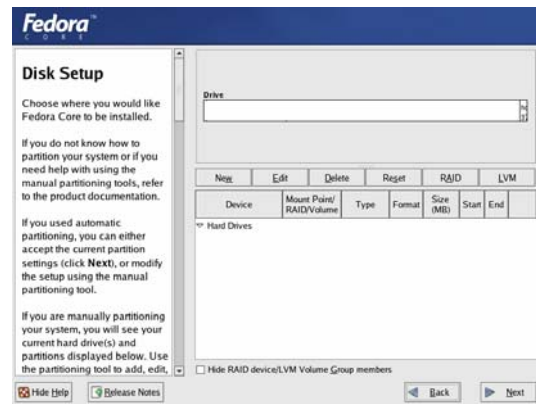 Fedora
CORE
Disk Setup
Choose where you would like
Fedora Core to be installed.
If you do not know how to
partition your system or if you
need help with using the
manual partitioning tools, refer
to the product documentation.
If you used automatic
partitioning, you can either
accept the current partition
settings (click Next), or modify
the setup using the manual
partitioning tool.
If you are manually partitioning
your system, you will see your
current hard drive(s) and
partitions displayed below. Use
the partitioning tool to add, edit,
Drive
New Edit Delete Reset RAID LVM
Device Mount Point/ RAID/Volume Type Format Size (MB) Start End
Hard Drives
Hide RAID device/LVM Volume Group members
Hide Help Release Notes Back Next